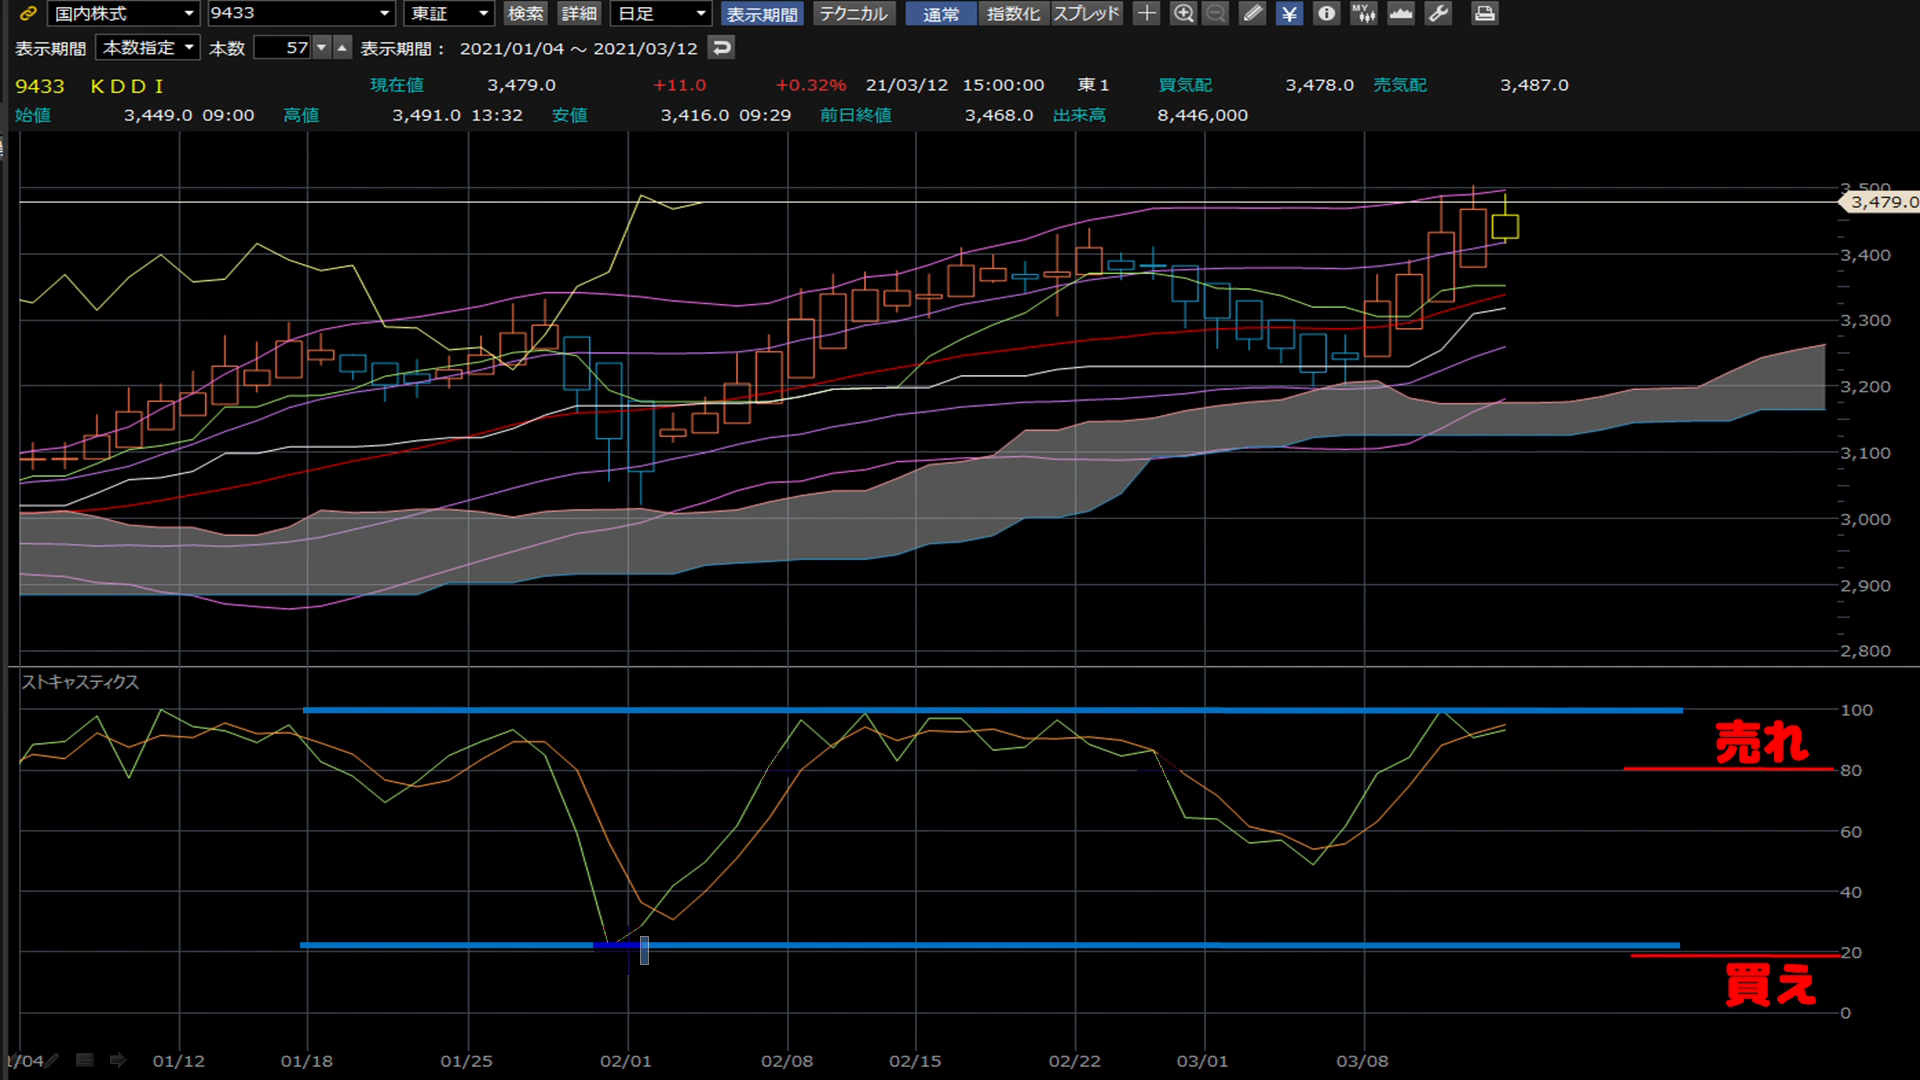 国内株式 9433 東証 検索 詳細 日足 表示期間 テクニカル 通常 指数化 スプレッド ¥ MY
表示期間 本数指定 本数 57 表示期間： 2021/01/04 ～ 2021/03/12
9433 ＫＤＤＩ 現在値 3,479.0 +11.0 +0.32% 21/03/12 15:00:00 東1 買気配 3,478.0 売気配 3,487.0
始値 3,449.0 09:00 高値 3,491.0 13:32 安値 3,416.0 09:29 前日終値 3,468.0 出来高 8,446,000
3,500
3,479.0
3,400
3,300
3,200
3,100
3,000
2,900
2,800
ストキャスティクス
100
売れ
80
60
40
20
買え
0
1/04 01/12 01/18 01/25 02/01 02/08 02/15 02/22 03/01 03/08